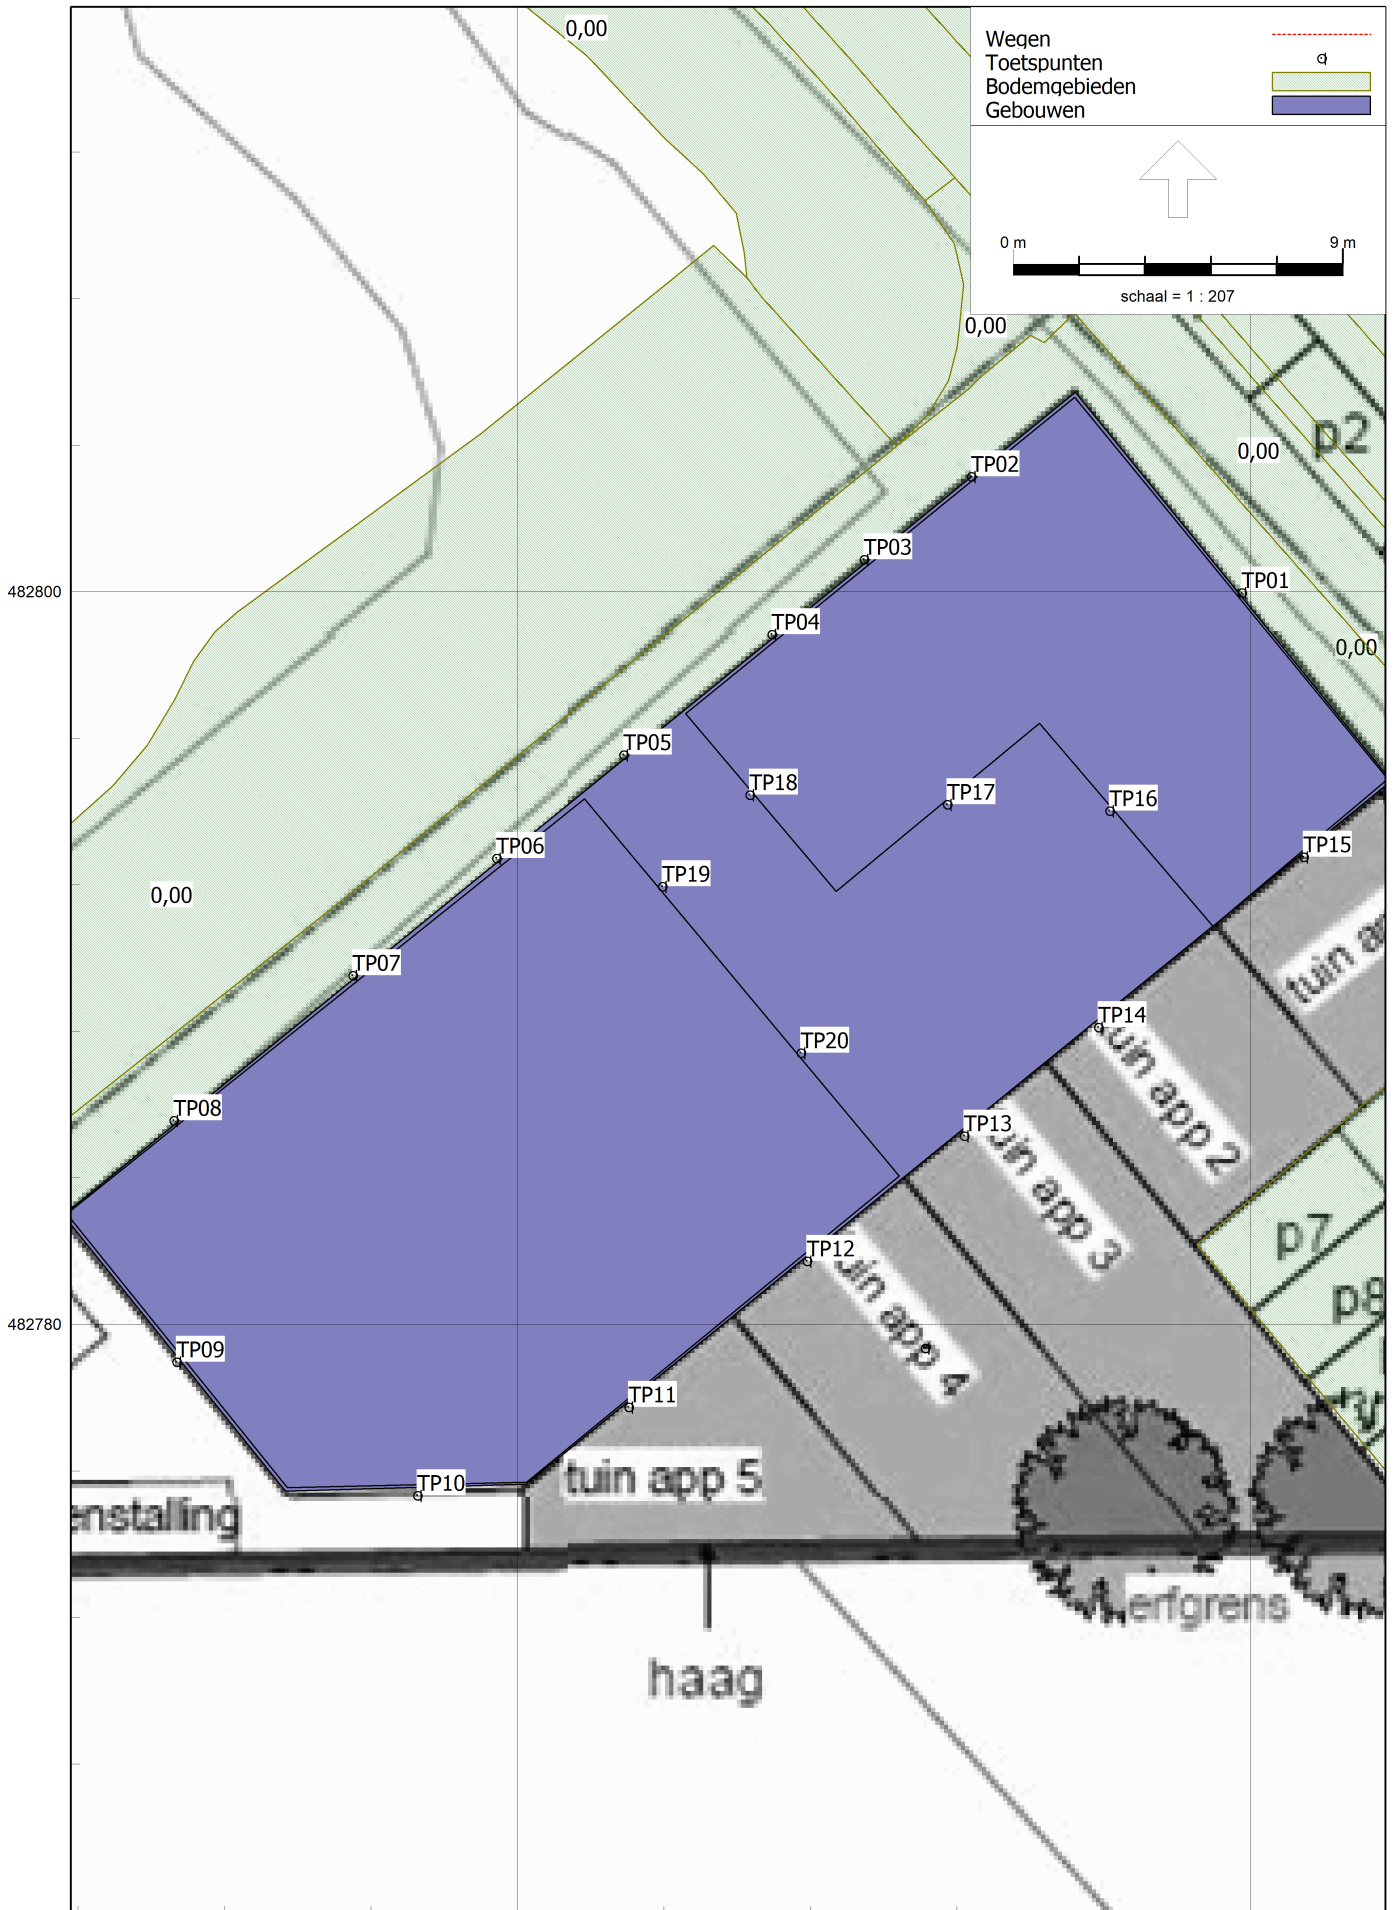 0,00
Wegen
Toetspunten
Bodemgebieden
Gebouwen
0 m 9 m
schaal = 1 : 207
0,00
p2
0,00
TP02
TP03
TP01
482800
TP04
0,00
TP05
TP18
TP17
TP16
TP06
TP15
TP19
0,00
tuin
TP07
TP14
TP20
tuin app 2
TP08
TP13
tuin app 3
p7
TP12
tuin app 4
p8
482780
TP09
TP11
tuin app 5
TP10
enstalling
erfgrens
haag